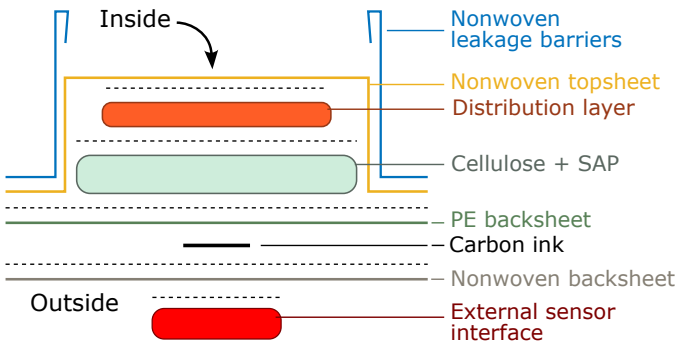 Inside
Nonwoven
leakage barriers
Nonwoven topsheet
Distribution layer
Cellulose + SAP
PE backsheet
Carbon ink
Nonwoven backsheet
Outside
External sensor
interface